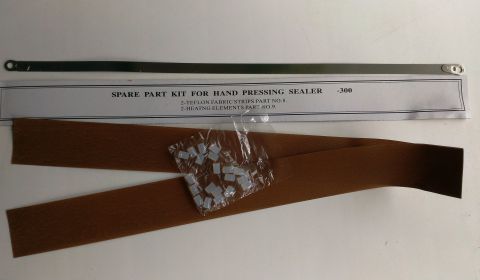 SPARE PART KIT FOR HAND PRESSING SEALER -300
2-TEFLON FABRIC STRIPS PART NO.8
2-HEATNG ELEMENTS PART NO.9